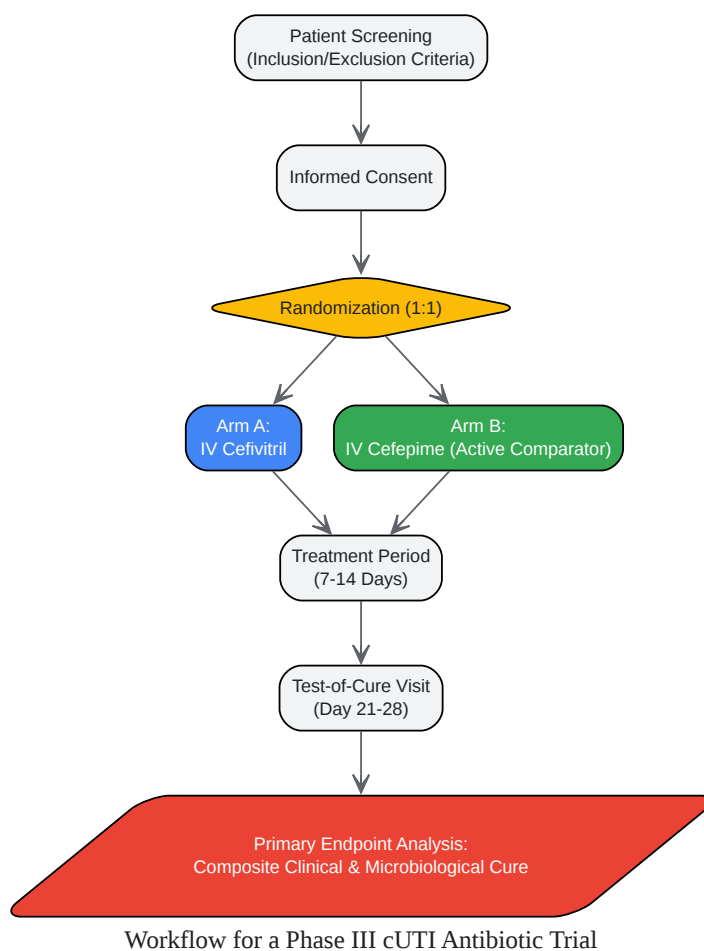 Patient Screening
(Inclusion/Exclusion Criteria)
Informed Consent
Randomization (1:1)
Arm A:
IV Cefivitril
Arm B:
IV Cefepime (Active Comparator)
Treatment Period
(7-14 Days)
Test-of-Cure Visit
(Day 21-28)
Primary Endpoint Analysis:
Composite Clinical & Microbiological Cure
Workflow for a Phase III cUTI Antibiotic Trial